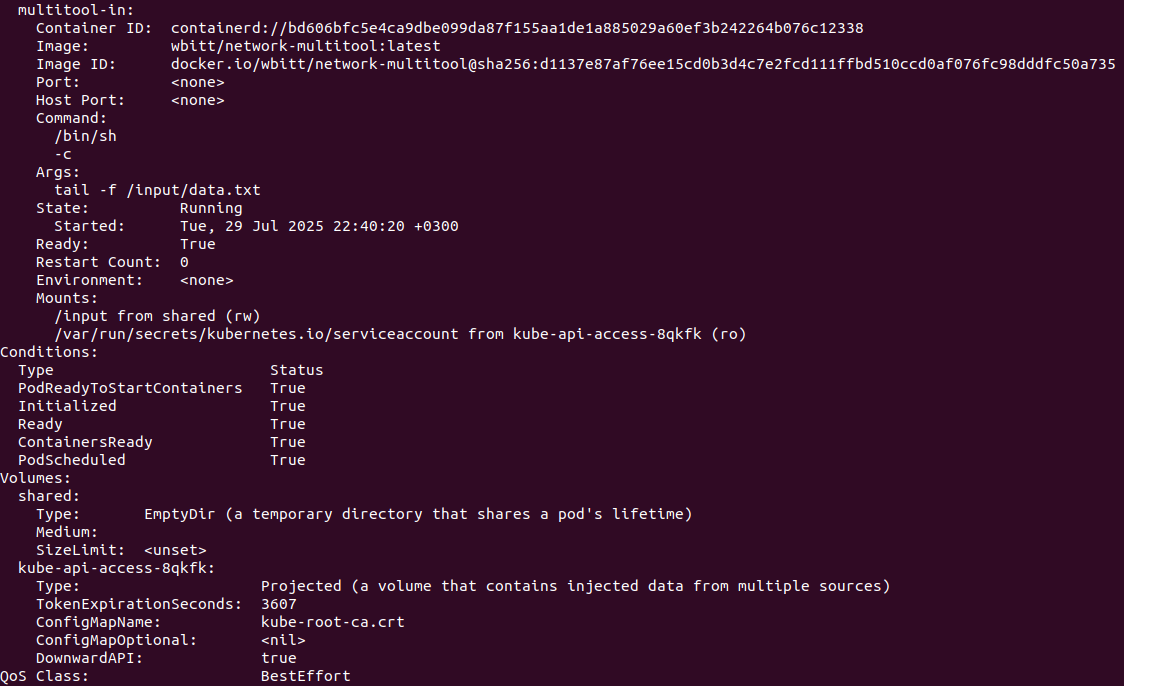 multitool-in:
Container ID:  containerd://bd606bfc5e4ca9dbe099da87f155aa1de1a885029a60ef3b242264b076c12338
Image:         wbitt/network-multitool:latest
Image ID:      docker.io/wbitt/network-multitool@sha256:d1137e87af76ee15cd0b3d4c7e2fcd111ffbd510ccd0af076fc98dddfc50a735
Port:          <none>
Host Port:     <none>
Command:
/bin/sh
-c
Args:
tail -f /input/data.txt
State:          Running
Started:      Tue, 29 Jul 2025 22:40:20 +0300
Ready:          True
Restart Count:  0
Environment:    <none>
Mounts:
/input from shared (rw)
/var/run/secrets/kubernetes.io/serviceaccount from kube-api-access-8qkfk (ro)
Conditions:
Type                        Status
PodReadyToStartContainers   True
Initialized                 True
Ready                       True
ContainersReady             True
PodScheduled                True
Volumes:
shared:
Type:       EmptyDir (a temporary directory that shares a pod's lifetime)
Medium:
SizeLimit:  <unset>
kube-api-access-8qkfk:
Type:                    Projected (a volume that contains injected data from multiple sources)
TokenExpirationSeconds:  3607
ConfigMapName:           kube-root-ca.crt
ConfigMapOptional:       <nil>
DownwardAPI:             true
QoS Class:                   BestEffort